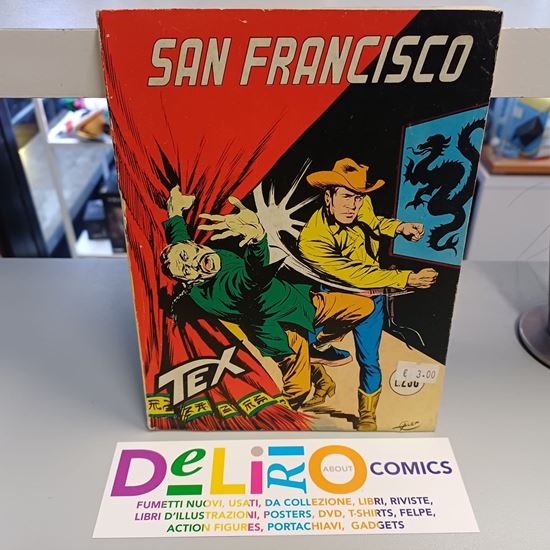 SAN FRANCISCO
TEX
€ 3.00
DeLiRiO
ABOUT
COMICS
FUMETTI NUOVI, USATI, DA COLLEZIONE, LIBRI, RIVISTE,
LIBRI D'ILLUSTRAZIONI, POSTERS, DVD, T-SHIRTS, FELPE,
ACTION FIGURES, PORTACHIAVI, GADGETS